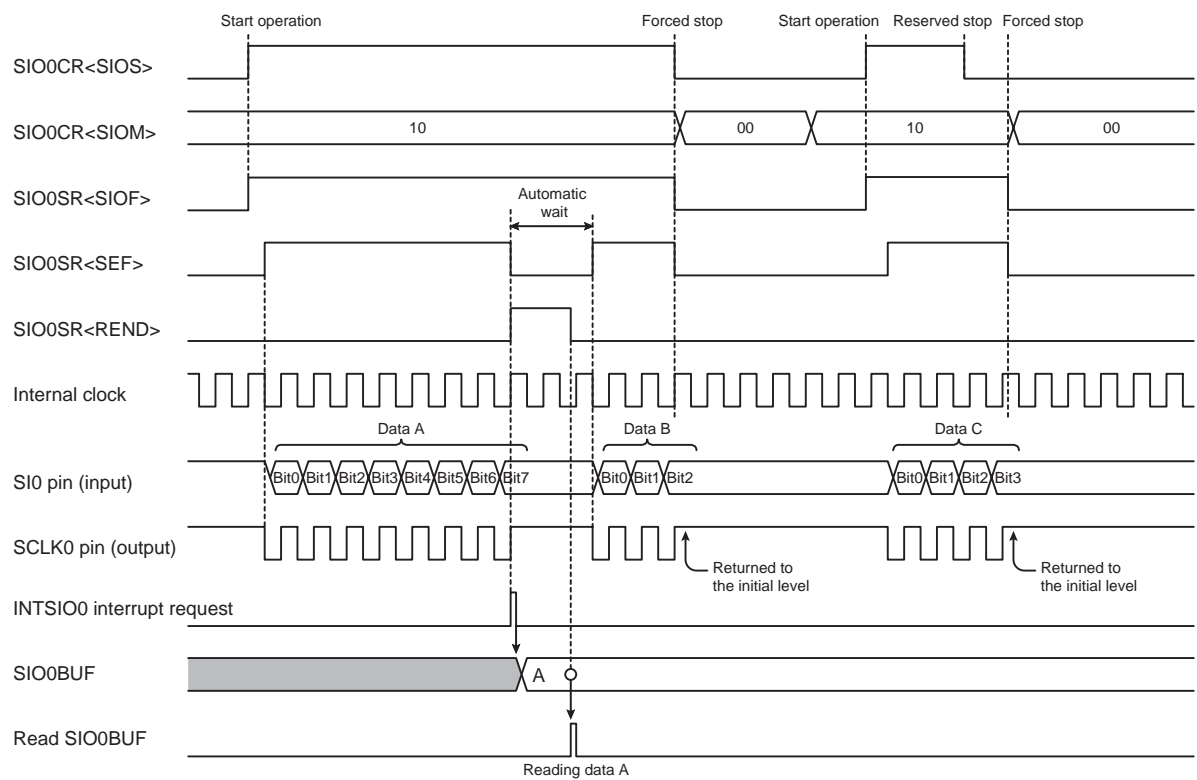 Start operation
Forced stop
Start operation
Reserved stop
Forced stop
SIO0CR<SIOS>
SIO0CR<SIOM>
10
00
10
00
SIO0SR<SIOF>
Automatic
wait
SIO0SR<SEF>
SIO0SR<REND>
Internal clock
Data A
Data B
Data C
SI0 pin (input)
Bit0 Bit1 Bit2 Bit3 Bit4 Bit5 Bit6 Bit7
Bit0 Bit1 Bit2
Bit0 Bit1 Bit2 Bit3
SCLK0 pin (output)
Returned to
the initial level
Returned to
the initial level
INTSIO0 interrupt request
SIO0BUF
A
Read SIO0BUF
Reading data A